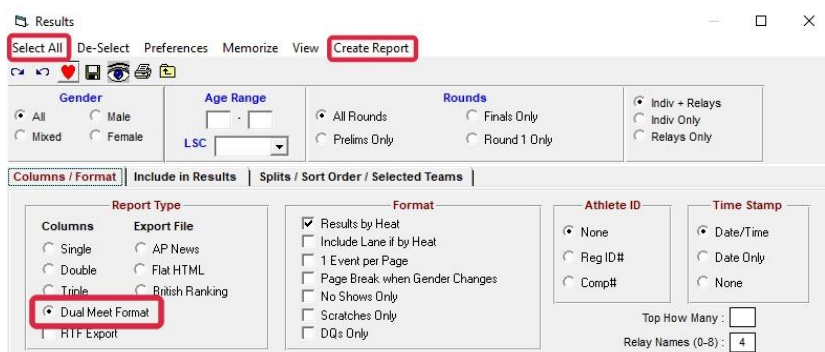 Results
Select All De-Select Preferences Memorize View Create Report
Gender
All Male
Mixed Female
Age Range
-
LSC
Rounds
All Rounds Finals Only
Prelims Only Round 1 Only
Indiv + Relays
Indiv Only
Relays Only
Columns / Format Include in Results Splits / Sort Order / Selected Teams
Report Type
Columns Export File
Single AP News
Double Flat HTML
Triple British Ranking
Dual Meet Format
RTF Export
Format
Results by Heat
Include Lane if by Heat
1 Event per Page
Page Break when Gender Changes
No Shows Only
Scratches Only
DQs Only
Athlete ID
None
Reg ID#
Comp#
Time Stamp
Date/Time
Date Only
None
Top How Many :
Relay Names (0-8) : 4